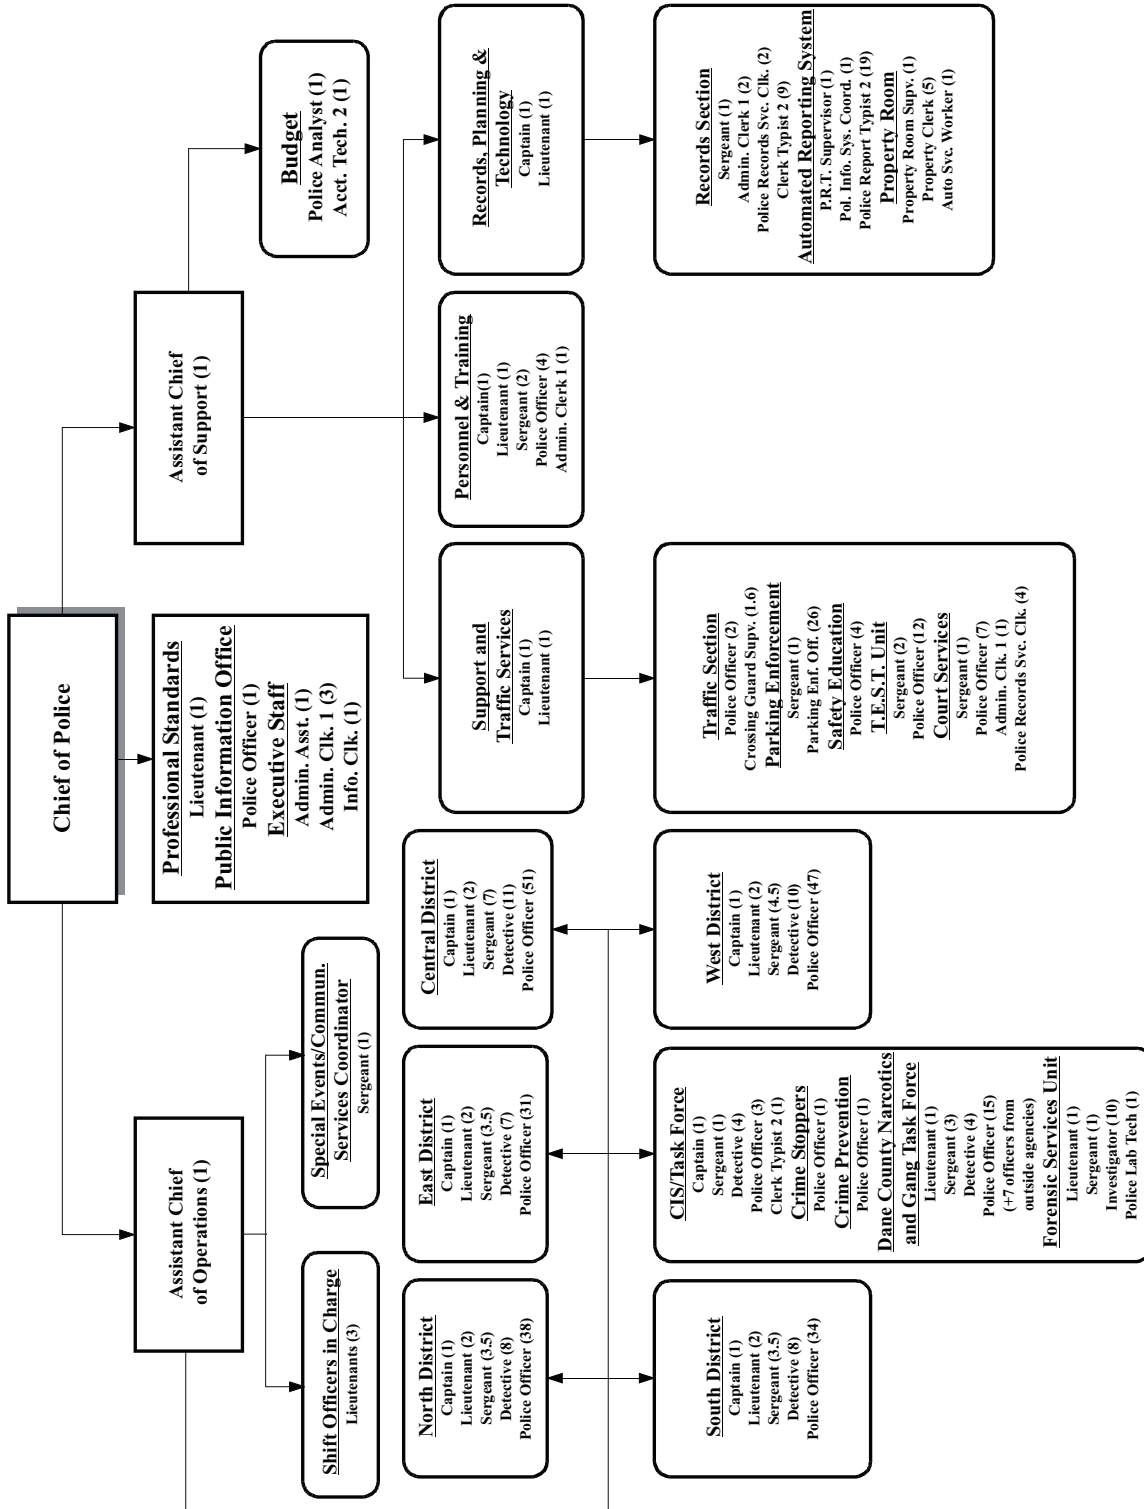 Chief of Police
Professional Standards
Lieutenant (1)
Public Information Office
Police Officer (1)
Executive Staff
Admin. Asst. (1)
Admin. Clk. 1 (3)
Info. Clk. (1)
Assistant Chief
of Operations (1)
Assistant Chief
of Support (1)
Shift Officers in Charge
Lieutenants (3)
Special Events/Commun.
Services Coordinator
Sergeant (1)
Budget
Police Analyst (1)
Acct. Tech. 2 (1)
North District
Captain (1)
Lieutenant (2)
Sergeant (3.5)
Detective (8)
Police Officer (38)
East District
Captain (1)
Lieutenant (2)
Sergeant (3.5)
Detective (7)
Police Officer (31)
Central District
Captain (1)
Lieutenant (2)
Sergeant (7)
Detective (11)
Police Officer (51)
Support and
Traffic Services
Captain (1)
Lieutenant (1)
Personnel & Training
Captain(1)
Lieutenant (1)
Sergeant (2)
Police Officer (4)
Admin. Clerk 1 (1)
Records, Planning &
Technology
Captain (1)
Lieutenant (1)
South District
Captain (1)
Lieutenant (2)
Sergeant (3.5)
Detective (8)
Police Officer (34)
CIS/Task Force
Captain (1)
Sergeant (1)
Detective (4)
Police Officer (3)
Clerk Typist 2 (1)
Crime Stoppers
Police Officer (1)
Crime Prevention
Police Officer (1)
Dane County Narcotics
and Gang Task Force
Lieutenant (1)
Sergeant (3)
Detective (4)
Police Officer (15)
(+7 officers from
outside agencies)
Forensic Services Unit
Lieutenant (1)
Sergeant (1)
Investigator (10)
Police Lab Tech (1)
West District
Captain (1)
Lieutenant (2)
Sergeant (4.5)
Detective (10)
Police Officer (47)
Traffic Section
Police Officer (2)
Crossing Guard Supv. (1.6)
Parking Enforcement
Sergeant (1)
Parking Enf. Off. (26)
Safety Education
Police Officer (4)
T.E.S.T. Unit
Sergeant (2)
Police Officer (12)
Court Services
Sergeant (1)
Police Officer (7)
Admin. Clk. 1 (1)
Police Records Svc. Clk. (4)
Records Section
Sergeant (1)
Admin. Clerk 1 (2)
Police Records Svc. Clk. (2)
Clerk Typist 2 (9)
Automated Reporting System
P.R.T. Supervisor (1)
Pol. Info. Sys. Coord. (1)
Police Report Typist 2 (19)
Property Room
Property Room Supv. (1)
Property Clerk (5)
Auto Svc. Worker (1)